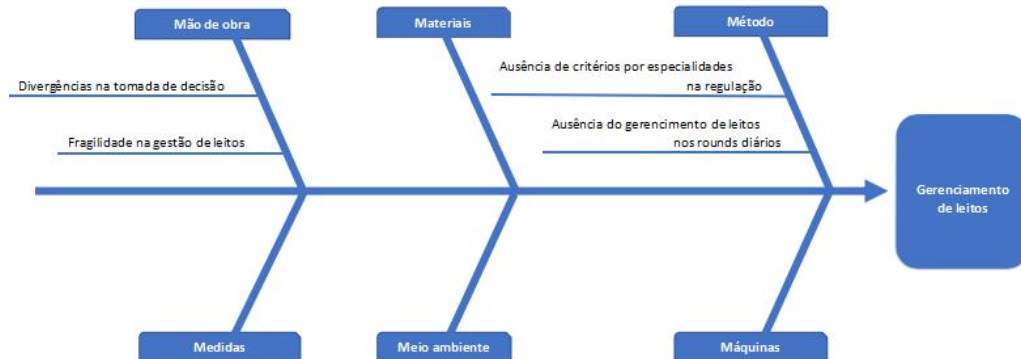 Mão de obra
Materiais
Método
Divergências na tomada de decisão
Ausência de critérios por especialidades
na regulação
Fragilidade na gestão de leitos
Ausência do gerencimento de leitos
nos rounds diários
Gerenciamento
de leitos
Medidas
Meio ambiente
Máquinas